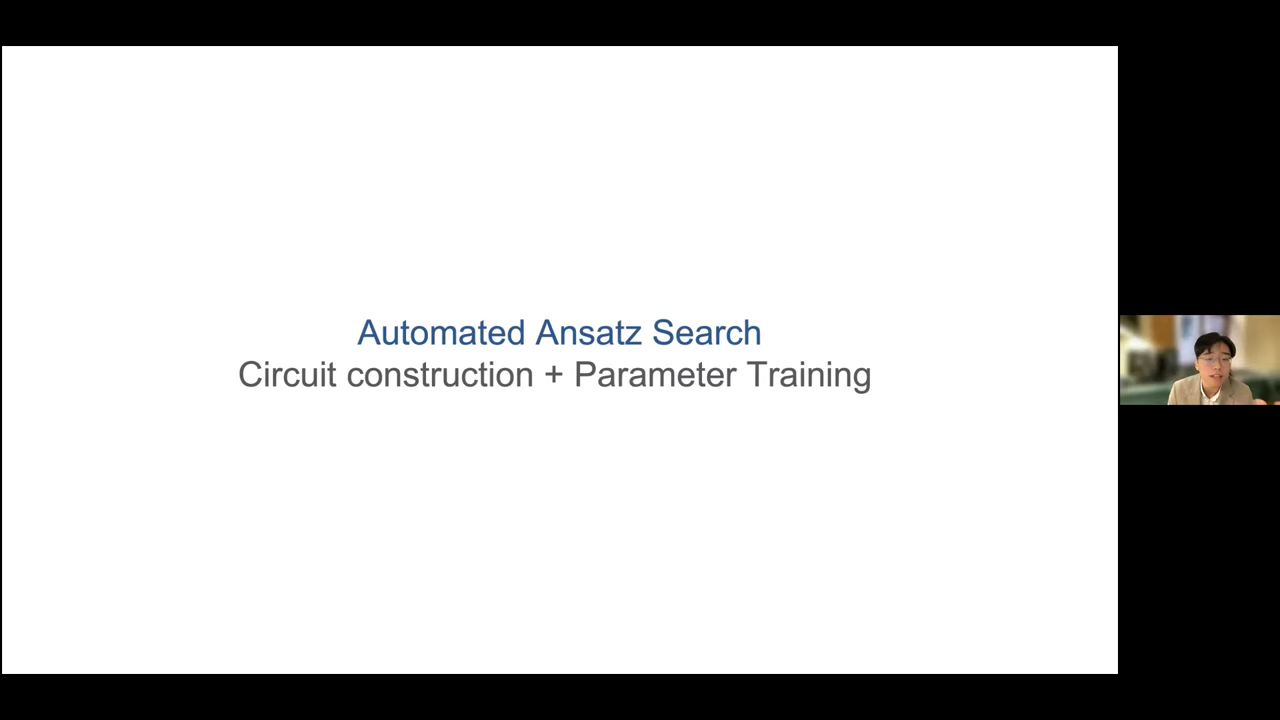 Automated Ansatz Search
Circuit construction + Parameter Training